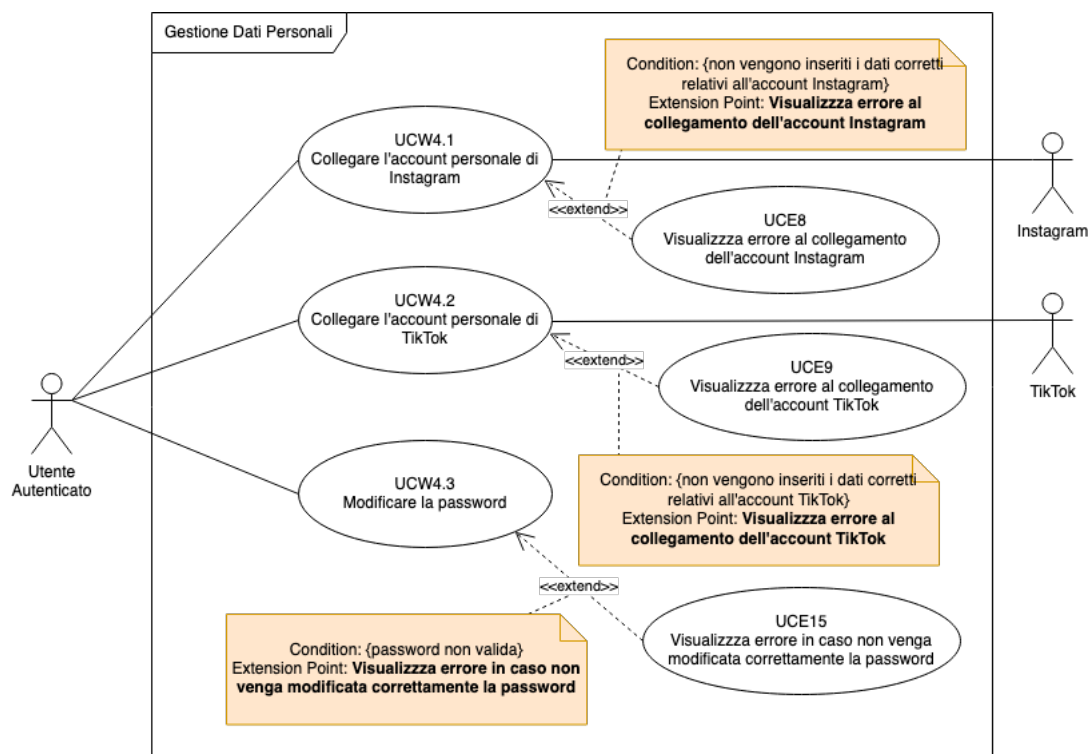 Gestione Dati Personali
Condition: {non vengono inseriti i dati corretti
relativi all'account Instagram}
Extension Point: Visualizzza errore al
collegamento dell'account Instagram
UCW4.1
Collegare l'account personale di
Instagram
<<extend>>
UCE8
Visualizzza errore al collegamento
dell'account Instagram
Instagram
UCW4.2
Collegare l'account personale di
TikTok
<<extend>>
UCE9
Visualizzza errore al collegamento
dell'account TikTok
TikTok
Utente
Autenticato
UCW4.3
Modificare la password
Condition: {non vengono inseriti i dati corretti
relativi all'account TikTok}
Extension Point: Visualizzza errore al
collegamento dell'account TikTok
<<extend>>
UCE15
Visualizzza errore in caso non venga
modificata correttamente la password
Condition: {password non valida}
Extension Point: Visualizzza errore in caso non
venga modificata correttamente la password